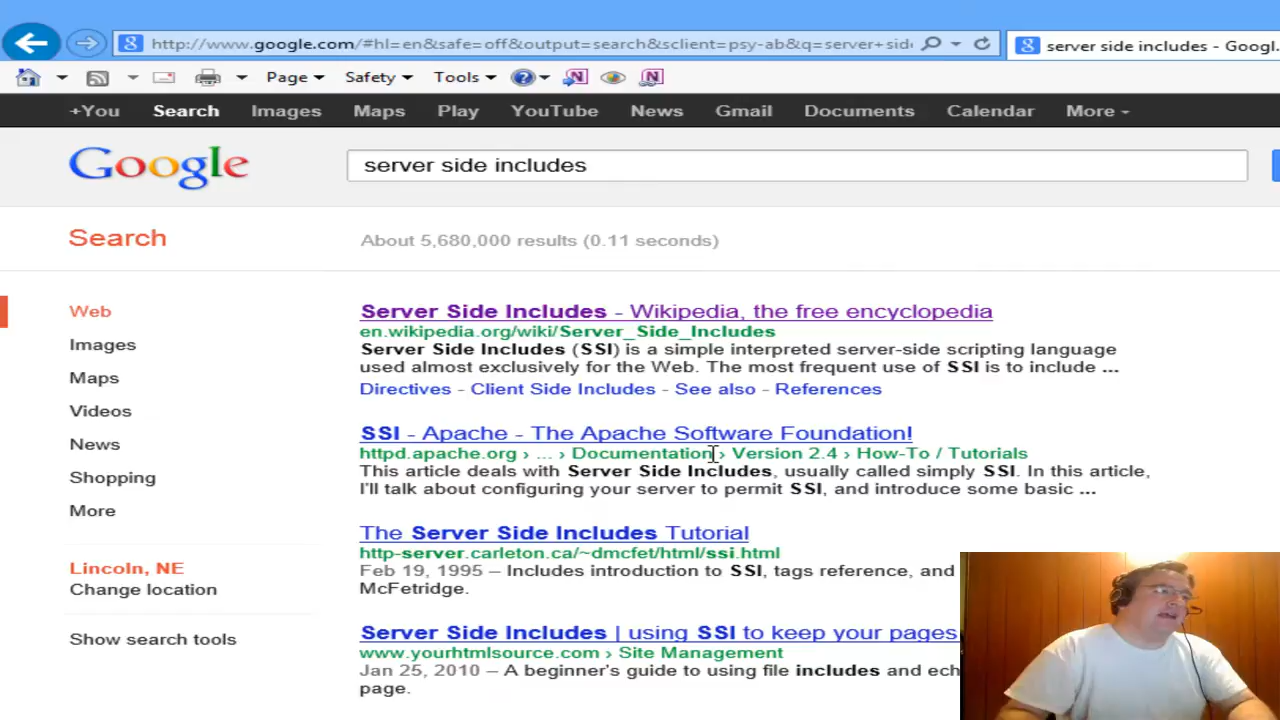 http://www.google.com/#hl=en&safe=off&output=search&sclient=psy-ab&q=server+side
server side includes - Googl...
Page
Safety
Tools
+You Search Images Maps Play YouTube News Gmail Documents Calendar More
Google
server side includes
Search
About 5,680,000 results (0.11 seconds)
Web
Images
Maps
Videos
News
Shopping
More
Lincoln, NE
Change location
Show search tools
Server Side Includes - Wikipedia, the free encyclopedia
en.wikipedia.org/wiki/Server_Side_Includes
Server Side Includes (SSI) is a simple interpreted server-side scripting language
used almost exclusively for the Web. The most frequent use of SSI is to include ...
Directives - Client Side Includes - See also - References
SSI - Apache - The Apache Software Foundation!
httpd.apache.org › ... › Documentation › Version 2.4 › How-To / Tutorials
This article deals with Server Side Includes, usually called simply SSI. In this article,
I'll talk about configuring your server to permit SSI, and introduce some basic ...
The Server Side Includes Tutorial
http-server.carleton.ca/~dmcfet/html/ssi.html
Feb 19, 1995 – Includes introduction to SSI, tags reference, and
McFetridge.
Server Side Includes | using SSI to keep your pages
www.yourhtmlsource.com › Site Management
Jan 25, 2010 – A beginner's guide to using file includes and ech
page.